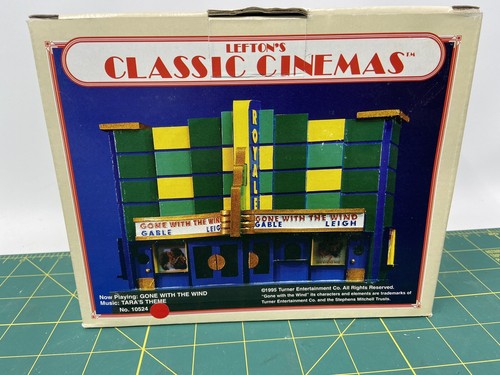 LEFTON'S
CLASSIC CINEMAS™
ROYALE
GONE WITH THE WIND
GABLE LEIGH
GONE WITH THE WIND
GABLE LEIGH
Now Playing: GONE WITH THE WIND
Music: TARA'S THEME
No. 10524
©1995 Turner Entertainment Co. All Rights Reserved.
"Gone with the Wind" its characters and elements are trademarks of
Turner Entertainment Co. and the Stephens Mitchell Trusts.